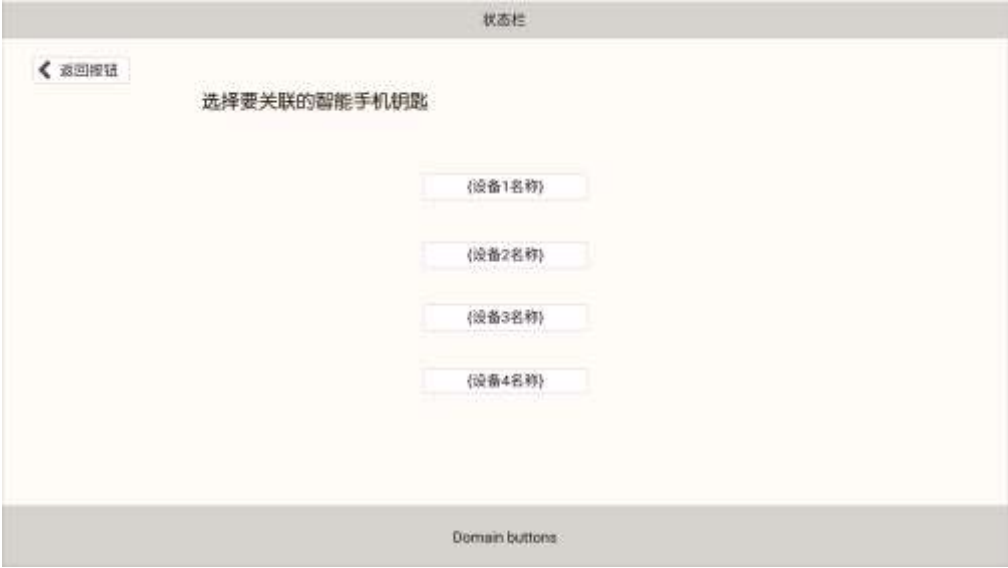 状态栏
返回按钮
选择要关联的智能手机钥匙
{设备1名称}
{设备2名称}
{设备3名称}
{设备4名称}
Domain buttons